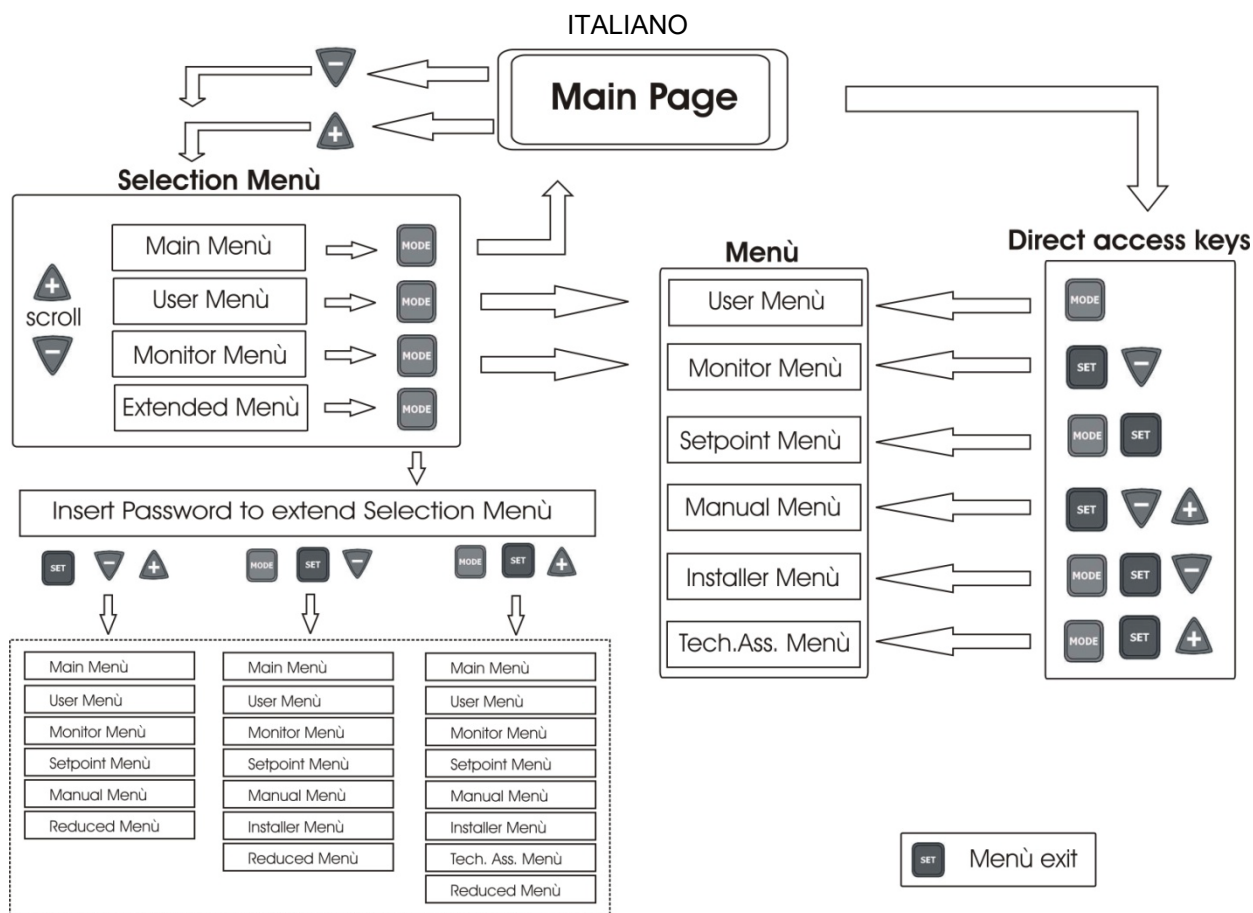 ITALIANO
Main Page
Selection Menù
Main Menù
MODE
User Menù
MODE
Monitor Menù
MODE
Extended Menù
MODE
+
scroll
−
Insert Password to extend Selection Menù
SET − +
MODE SET −
MODE SET +
Main Menù
User Menù
Monitor Menù
Setpoint Menù
Manual Menù
Reduced Menù
Main Menù
User Menù
Monitor Menù
Setpoint Menù
Manual Menù
Installer Menù
Reduced Menù
Main Menù
User Menù
Monitor Menù
Setpoint Menù
Manual Menù
Installer Menù
Tech. Ass. Menù
Reduced Menù
Menù
User Menù
Monitor Menù
Setpoint Menù
Manual Menù
Installer Menù
Tech.Ass. Menù
Direct access keys
MODE
SET −
MODE SET
SET − +
MODE SET −
MODE SET +
SET Menù exit